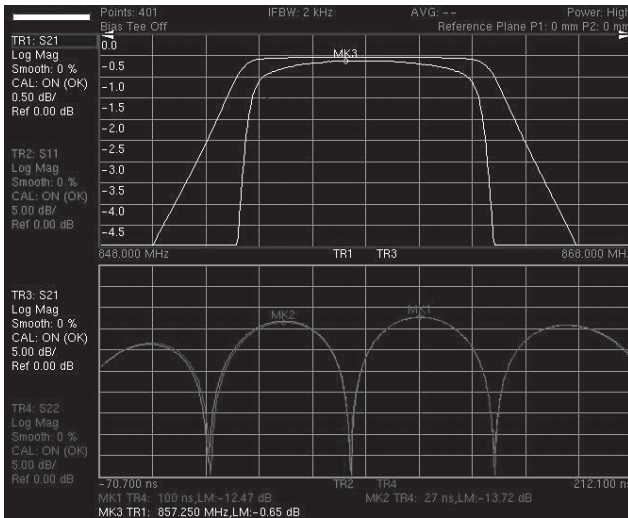 Points: 401 IFBW: 2 kHz AVG: -- Power: High
Bias Tee Off Reference Plane P1: 0 mm P2: 0 mm
TR1: S21
Log Mag
Smooth: 0 %
CAL: ON (OK)
0.50 dB/
Ref 0.00 dB
TR2: S11
Log Mag
Smooth: 0 %
CAL: ON (OK)
5.00 dB/
Ref 0.00 dB
0.0
MK3
-0.5
-1.0
-1.5
-2.0
-2.5
-3.0
-3.5
-4.0
-4.5
848.000 MHz TR1 TR3 868.000 MH
TR3: S21
Log Mag
Smooth: 0 %
CAL: ON (OK)
5.00 dB/
Ref 0.00 dB
TR4: S22
Log Mag
Smooth: 0 %
CAL: ON (OK)
5.00 dB/
Ref 0.00 dB
MK2 MK1
-70.700 ns TR2 TR4 212.100 ns
MK1 TR4: 100 ns,LM:-12.47 dB MK2 TR4: 27 ns,LM:-13.72 dB
MK3 TR1: 857.250 MHz,LM:-0.65 dB